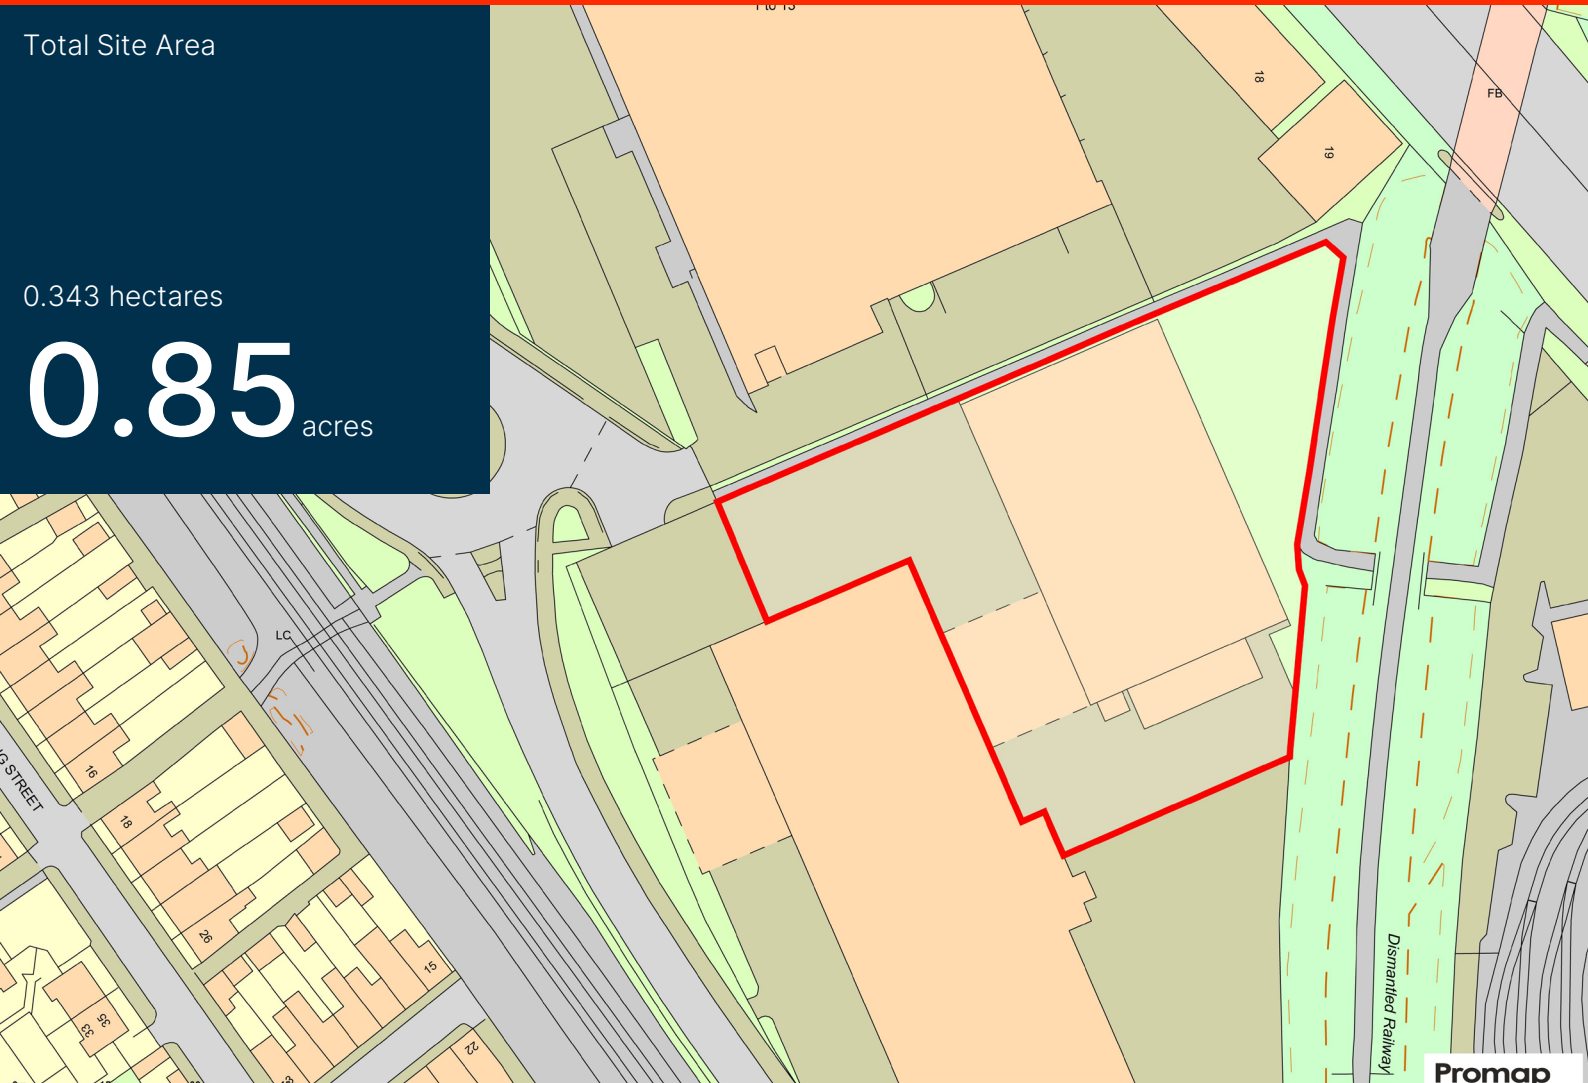 Total Site Area
0.343 hectares
0.85 acres
18
19
FB
LC
16
G STREET
18
26
15
33
35
22
Dismantled Railway
Promap